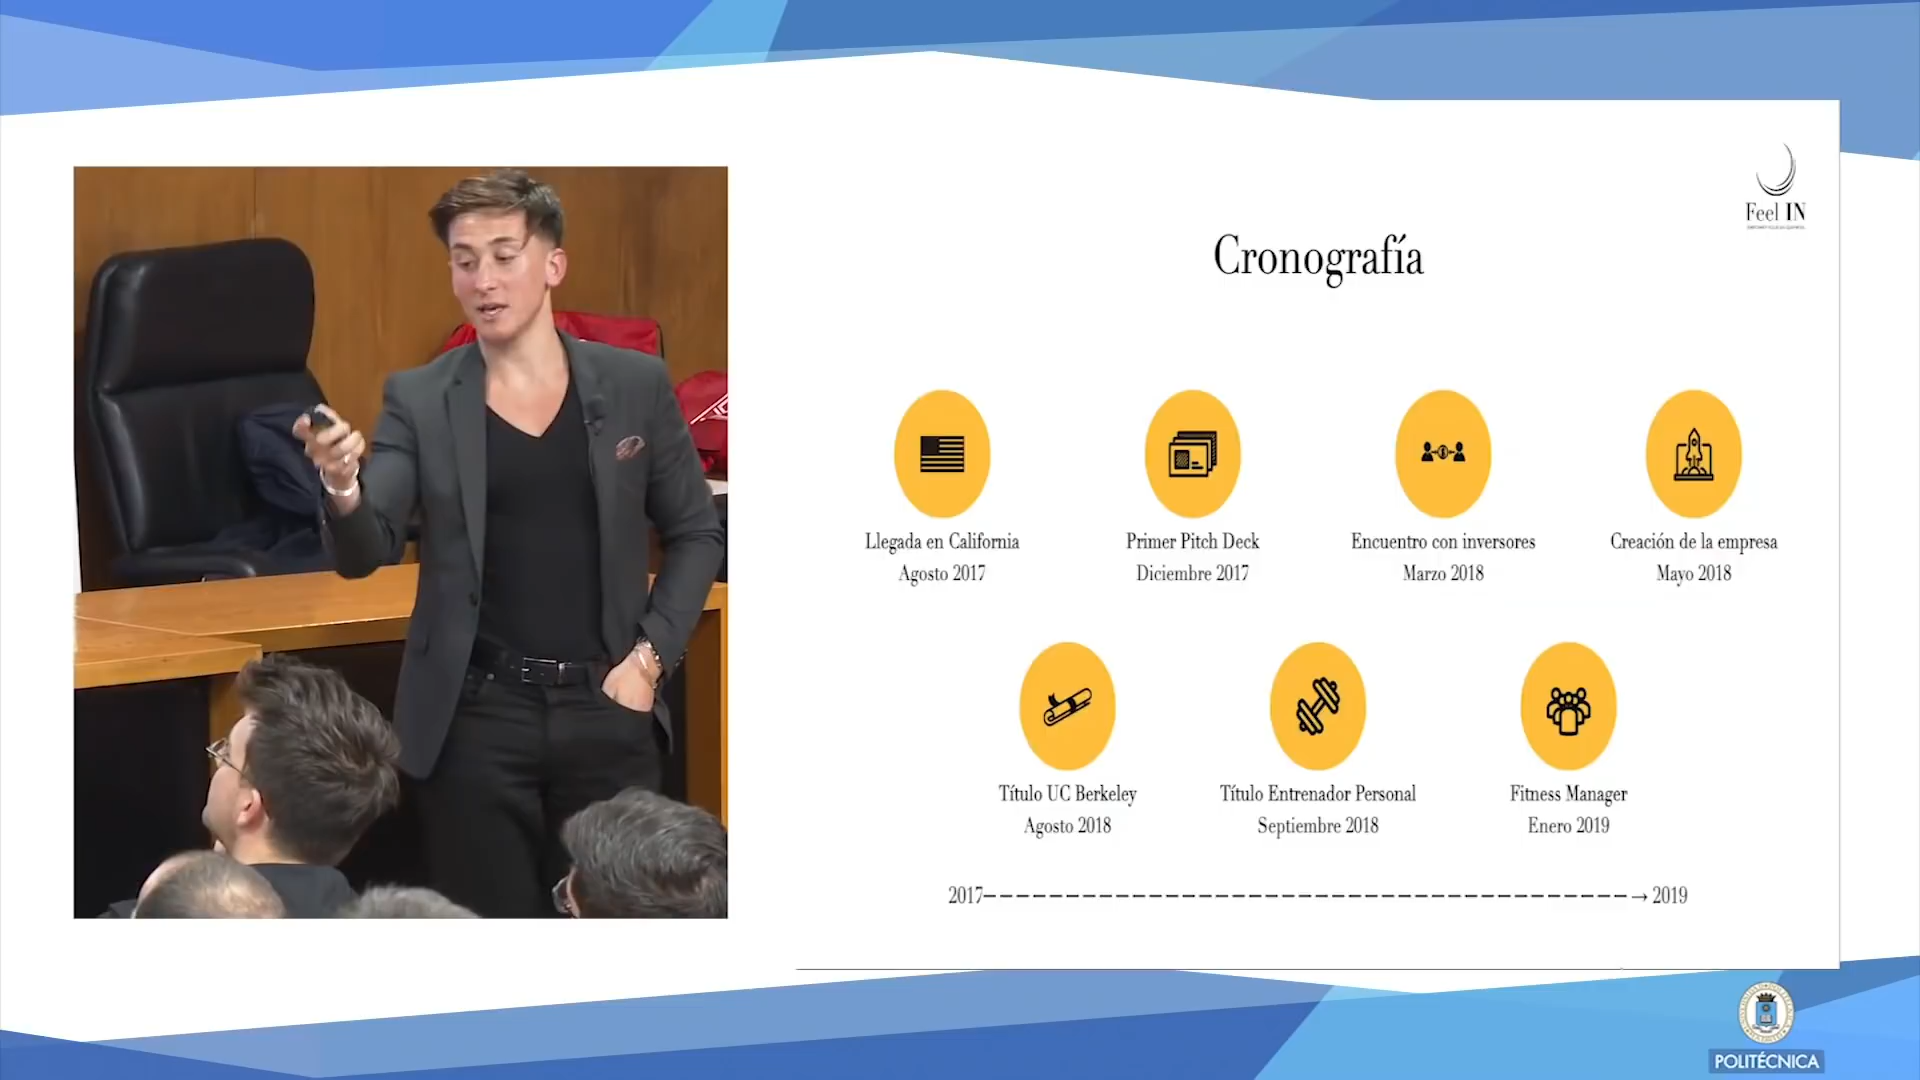 Feel IN
Cronografía
Llegada en California
Agosto 2017
Primer Pitch Deck
Diciembre 2017
Encuentro con inversores
Marzo 2018
Creación de la empresa
Mayo 2018
Título UC Berkeley
Agosto 2018
Título Entrenador Personal
Septiembre 2018
Fitness Manager
Enero 2019
2017
2019
POLITÉCNICA